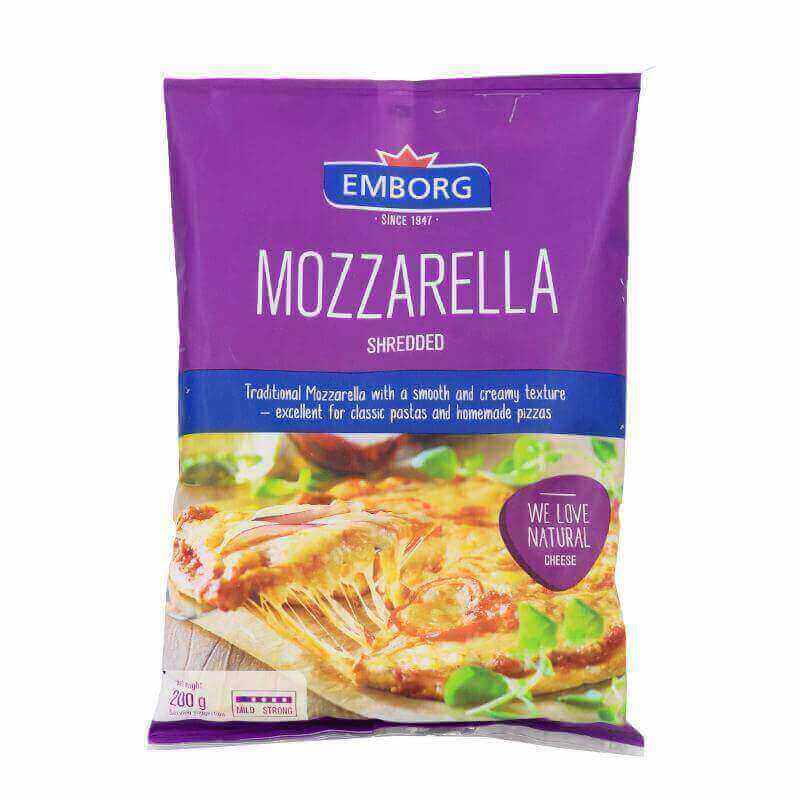 EMBORG
· SINCE 1947 ·
MOZZARELLA
SHREDDED
Traditional Mozzarella with a smooth and creamy texture
– excellent for classic pastas and homemade pizzas
WE LOVE
NATURAL
CHEESE
200 g
MILD STRONG